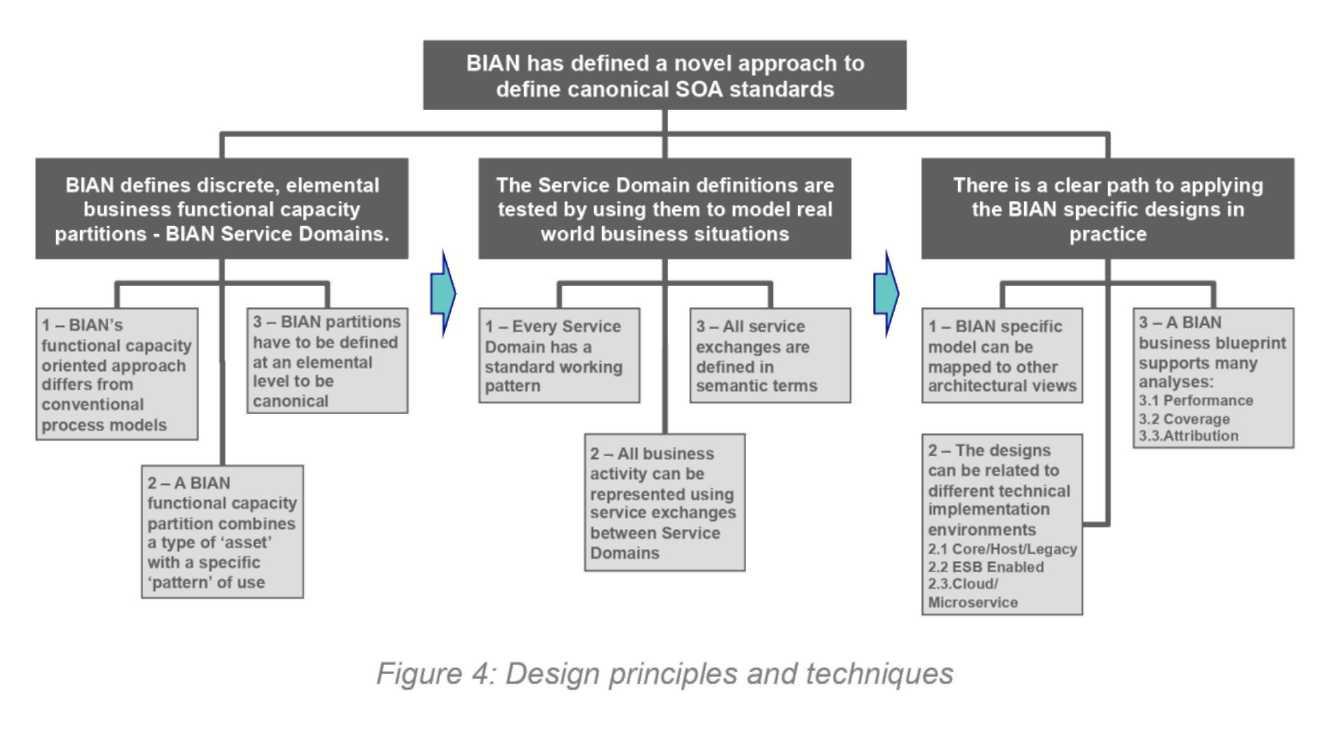 BIAN has defined a novel approach to
define canonical SOA standards
BIAN defines discrete, elemental
business functional capacity
partitions - BIAN Service Domains.
The Service Domain definitions are
tested by using them to model real
world business situations
There is a clear path to applying
the BIAN specific designs in
practice
1 – BIAN's
functional capacity
oriented approach
differs from
conventional
process models
3 – BIAN partitions
have to be defined
at an elemental
level to be
canonical
2 – A BIAN
functional capacity
partition combines
a type of ‘asset’
with a specific
‘pattern’ of use
1 – Every Service
Domain has a
standard working
pattern
3 – All service
exchanges are
defined in
semantic terms
2 – All business
activity can be
represented using
service exchanges
between Service
Domains
1 – BIAN specific
model can be
mapped to other
architectural views
3 – A BIAN
business blueprint
supports many
analyses:
3.1 Performance
3.2 Coverage
3.3.Attribution
2 – The designs
can be related to
different technical
implementation
environments
2.1 Core/Host/Legacy
2.2 ESB Enabled
2.3.Cloud/
Microservice
Figure 4: Design principles and techniques